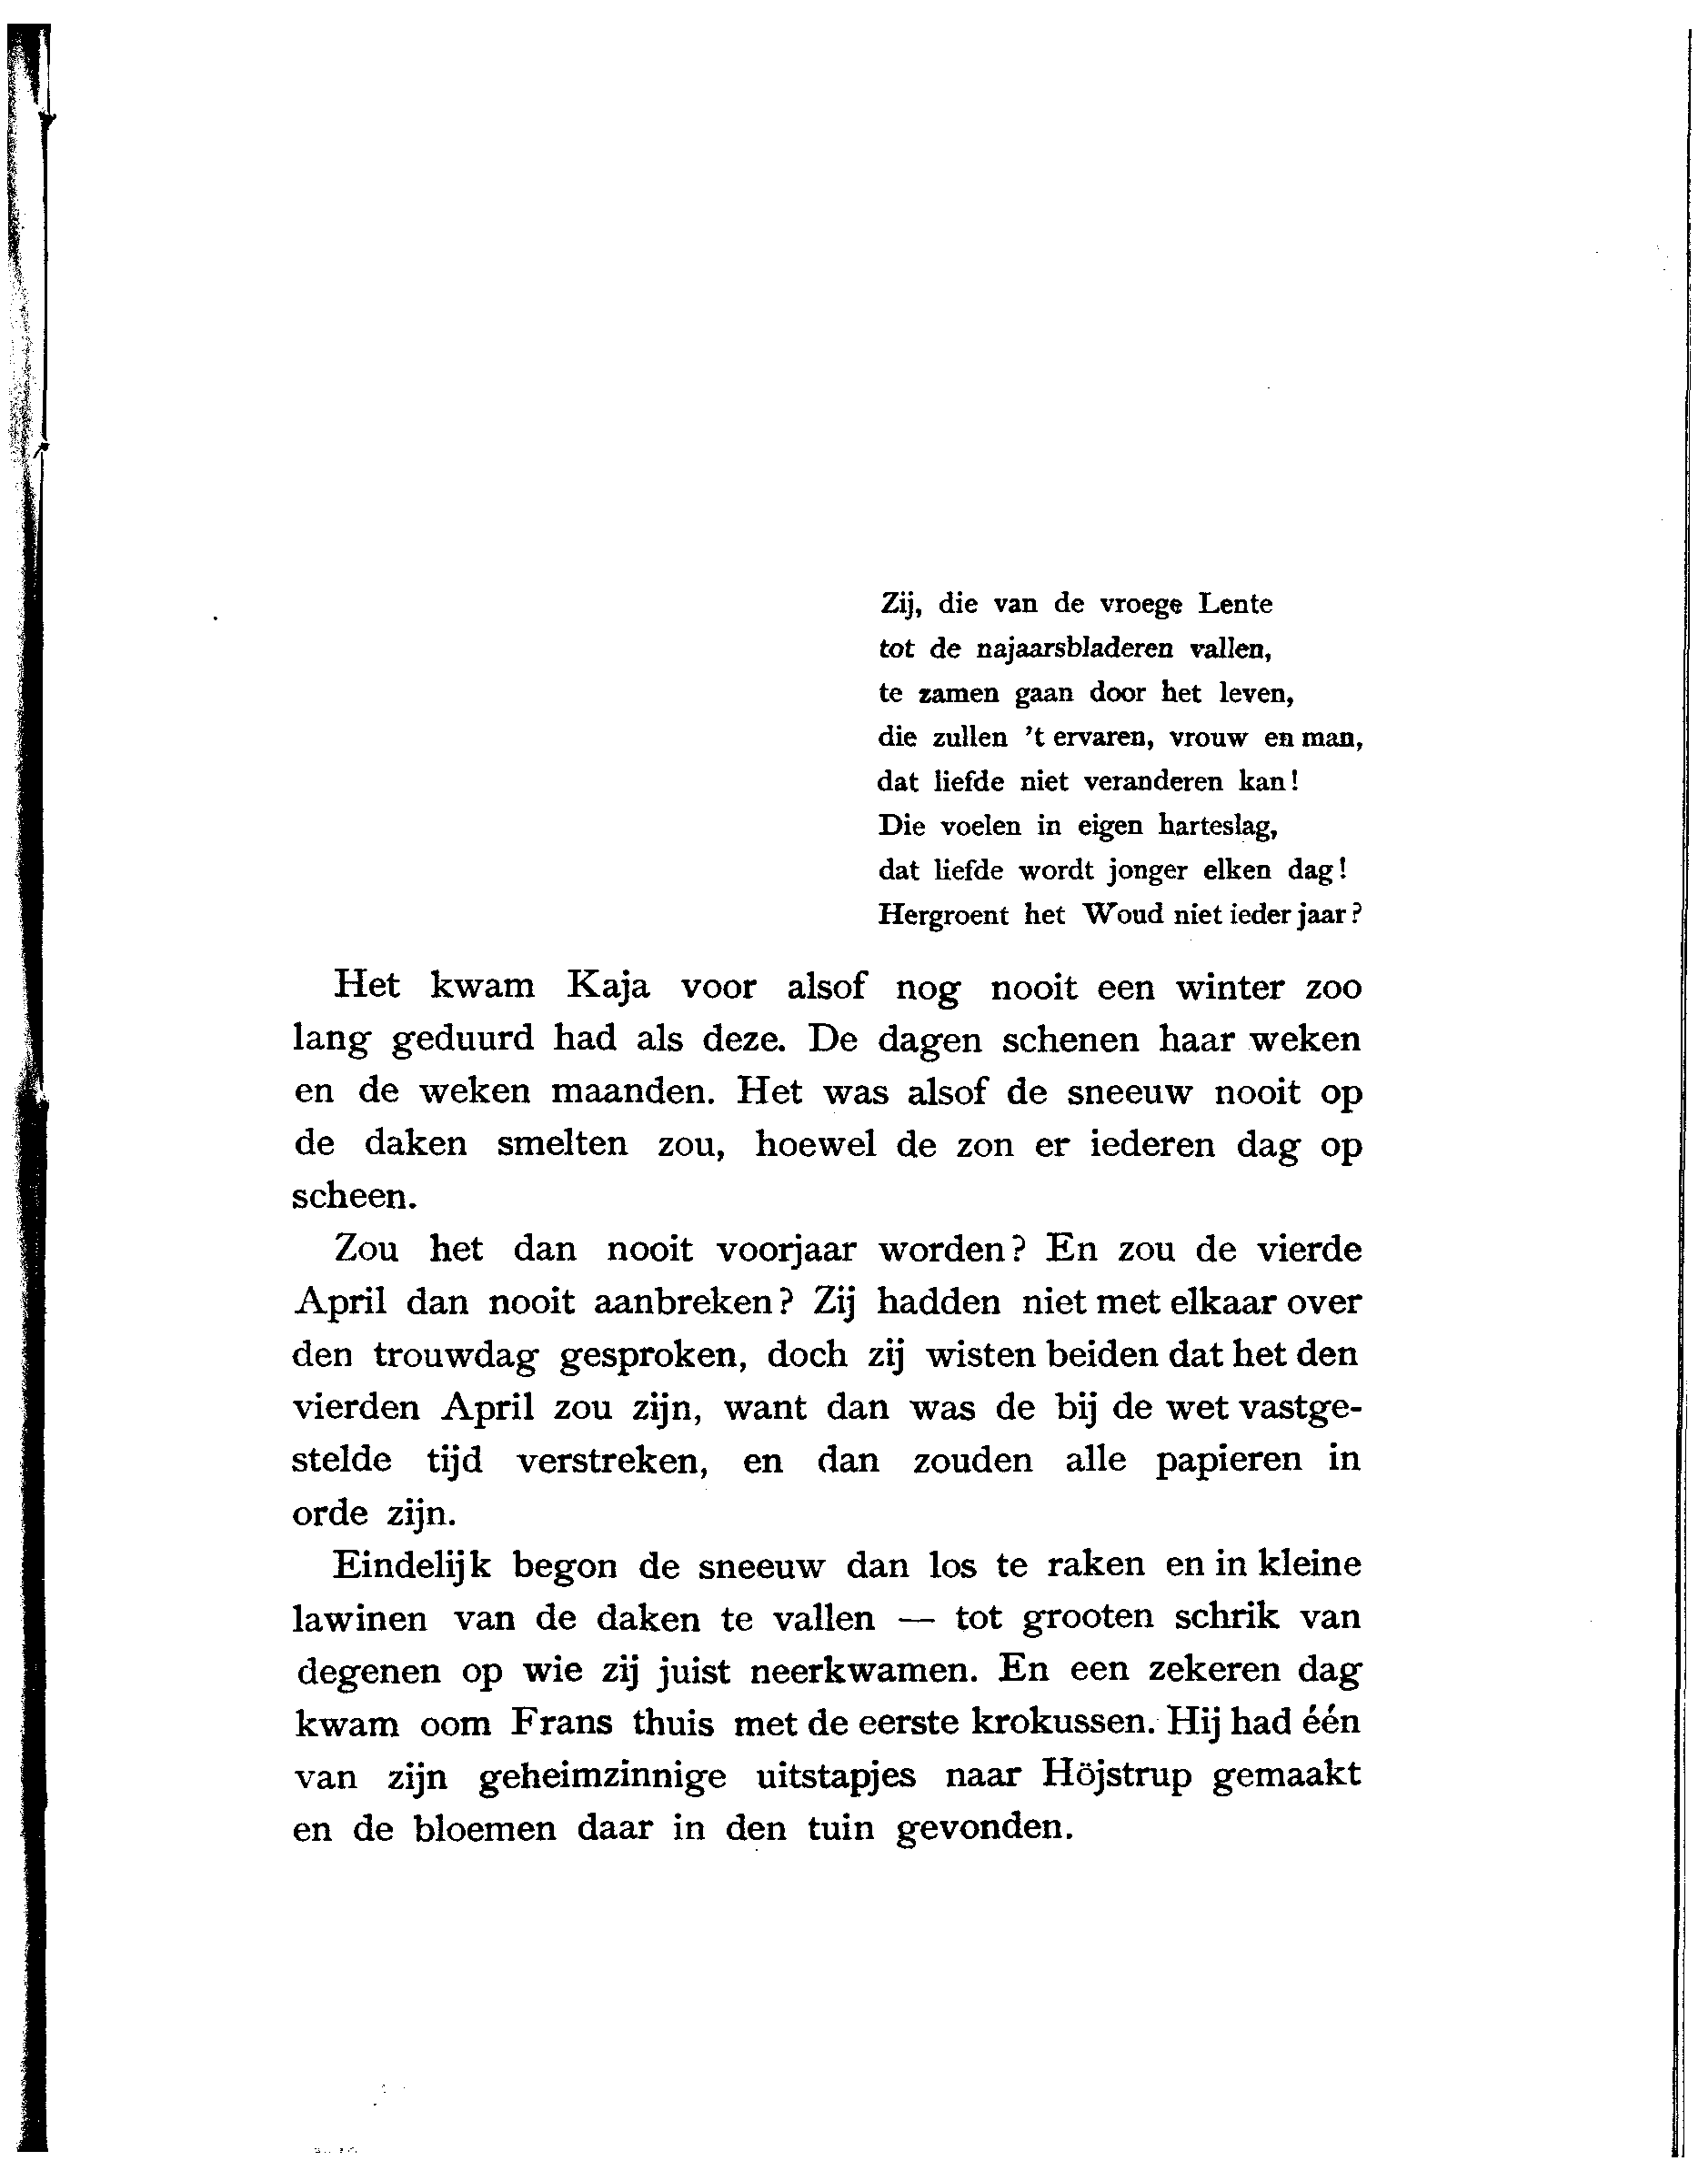 Zij, die van de vroege Lente
tot de najaarsbladeren vallen,
te zamen gaan door het leven,
die zullen 't ervaren, vrouw en man,
dat liefde niet veranderen kan!
Die voelen in eigen harteslag,
dat liefde wordt jonger elken dag!
Hergroent het Woud niet ieder jaar?
Het kwam Kaja voor alsof nog nooit een winter zoo
lang geduurd had als deze. De dagen schenen haar weken
en de weken maanden. Het was alsof de sneeuw nooit op
de daken smelten zou, hoewel de zon er iederen dag op
scheen.
Zou het dan nooit voorjaar worden? En zou de vierde
April dan nooit aanbreken? Zij hadden niet met elkaar over
den trouwdag gesproken, doch zij wisten beiden dat het den
vierden April zou zijn, want dan was de bij de wet vastge-
stelde tijd verstreken, en dan zouden alle papieren in
orde zijn.
Eindelijk begon de sneeuw dan los te raken en in kleine
lawinen van de daken te vallen — tot grooten schrik van
degenen op wie zij juist neerkwamen. En een zekeren dag
kwam oom Frans thuis met de eerste krokussen. Hij had één
van zijn geheimzinnige uitstapjes naar Höjstrup gemaakt
en de bloemen daar in den tuin gevonden.